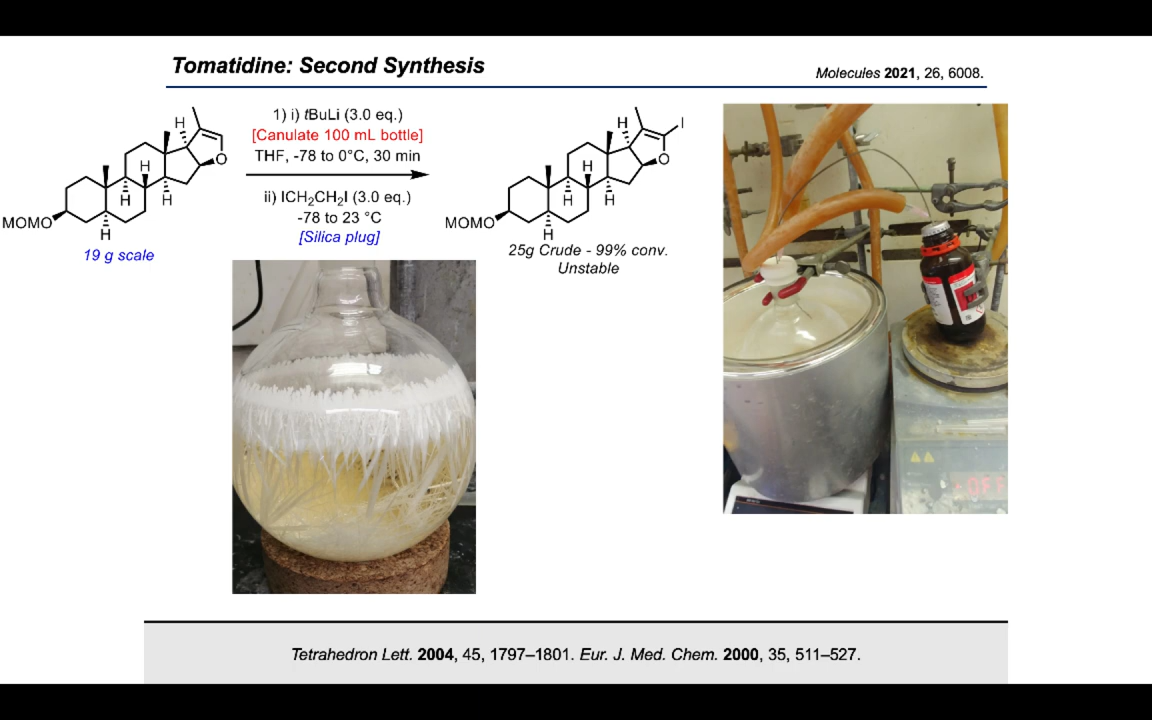 Tomatidine: Second Synthesis
Molecules 2021, 26, 6008.
1) i) tBuLi (3.0 eq.)
[Canulate 100 mL bottle]
THF, -78 to 0°C, 30 min
ii) ICH2CH2I (3.0 eq.)
-78 to 23 °C
[Silica plug]
H
O
H
H
H
H
MOMO
19 g scale
I
H
O
H
H
H
H
MOMO
25g Crude - 99% conv.
Unstable
OFF
Tetrahedron Lett. 2004, 45, 1797–1801. Eur. J. Med. Chem. 2000, 35, 511–527.